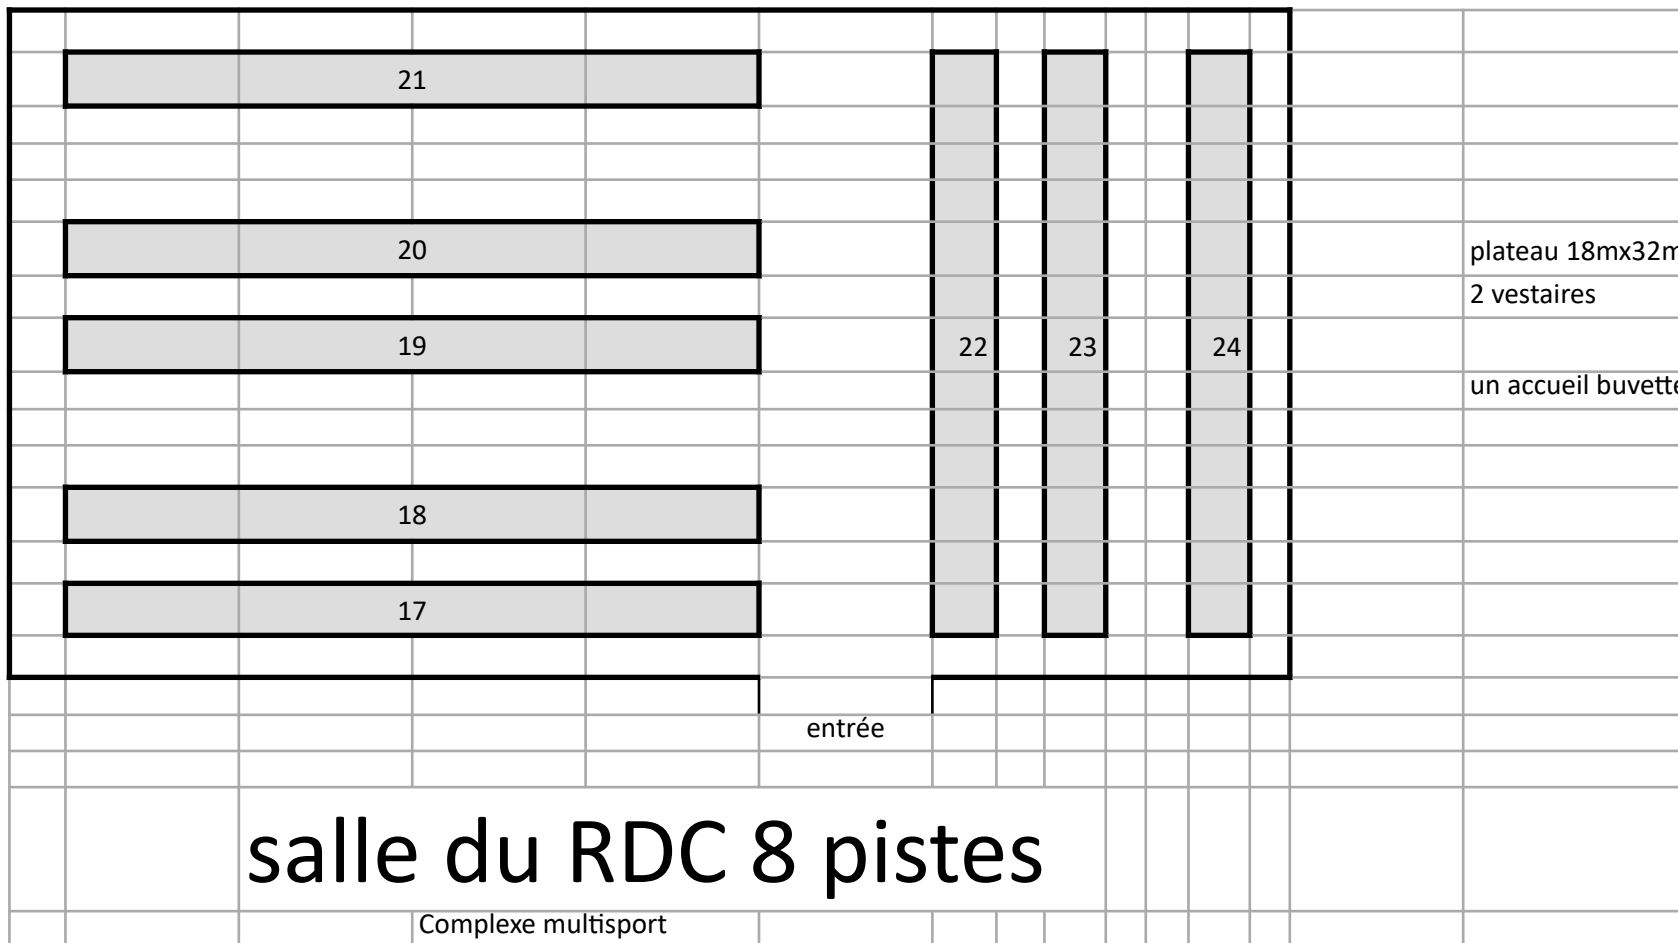 21
20
plateau 18mx32m
2 vestaires
19
22
23
24
un accueil buvette
18
17
entrée
salle du RDC 8 pistes
Complexe multisport